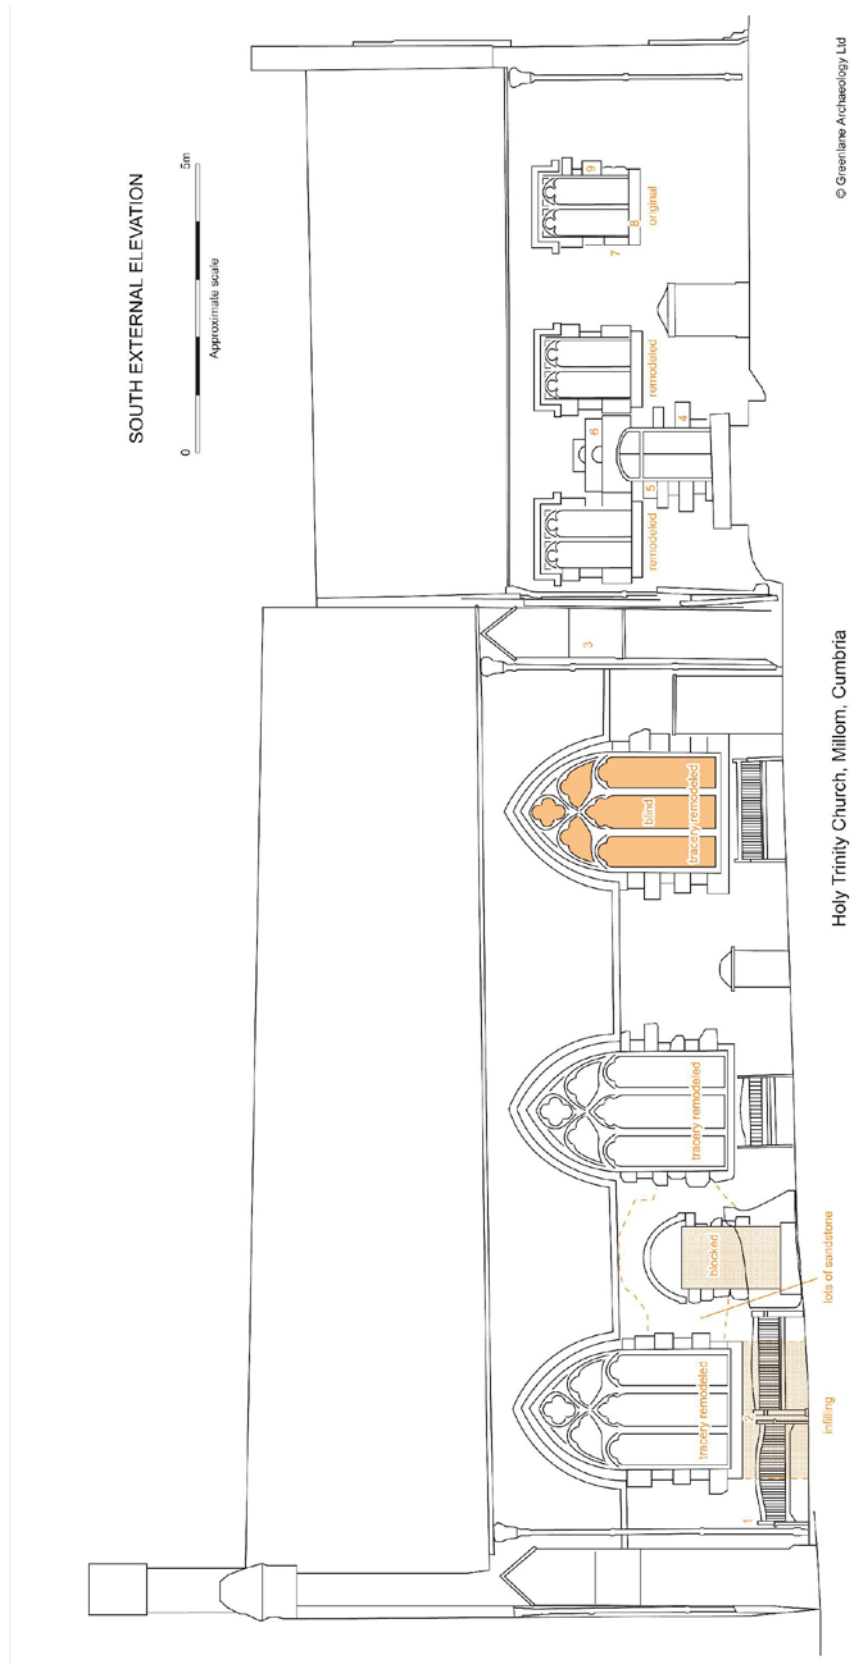 SOUTH EXTERNAL ELEVATION
0
5m
Approximate scale
tracery remodeled
blocked
tracery remodeled
blind
tracery remodeled
3
remodeled
5
6
4
remodeled
7
8
9
original
1
2
infilling
lots of sandstone
Holy Trinity Church, Millom, Cumbria
© Greenlane Archaeology Ltd